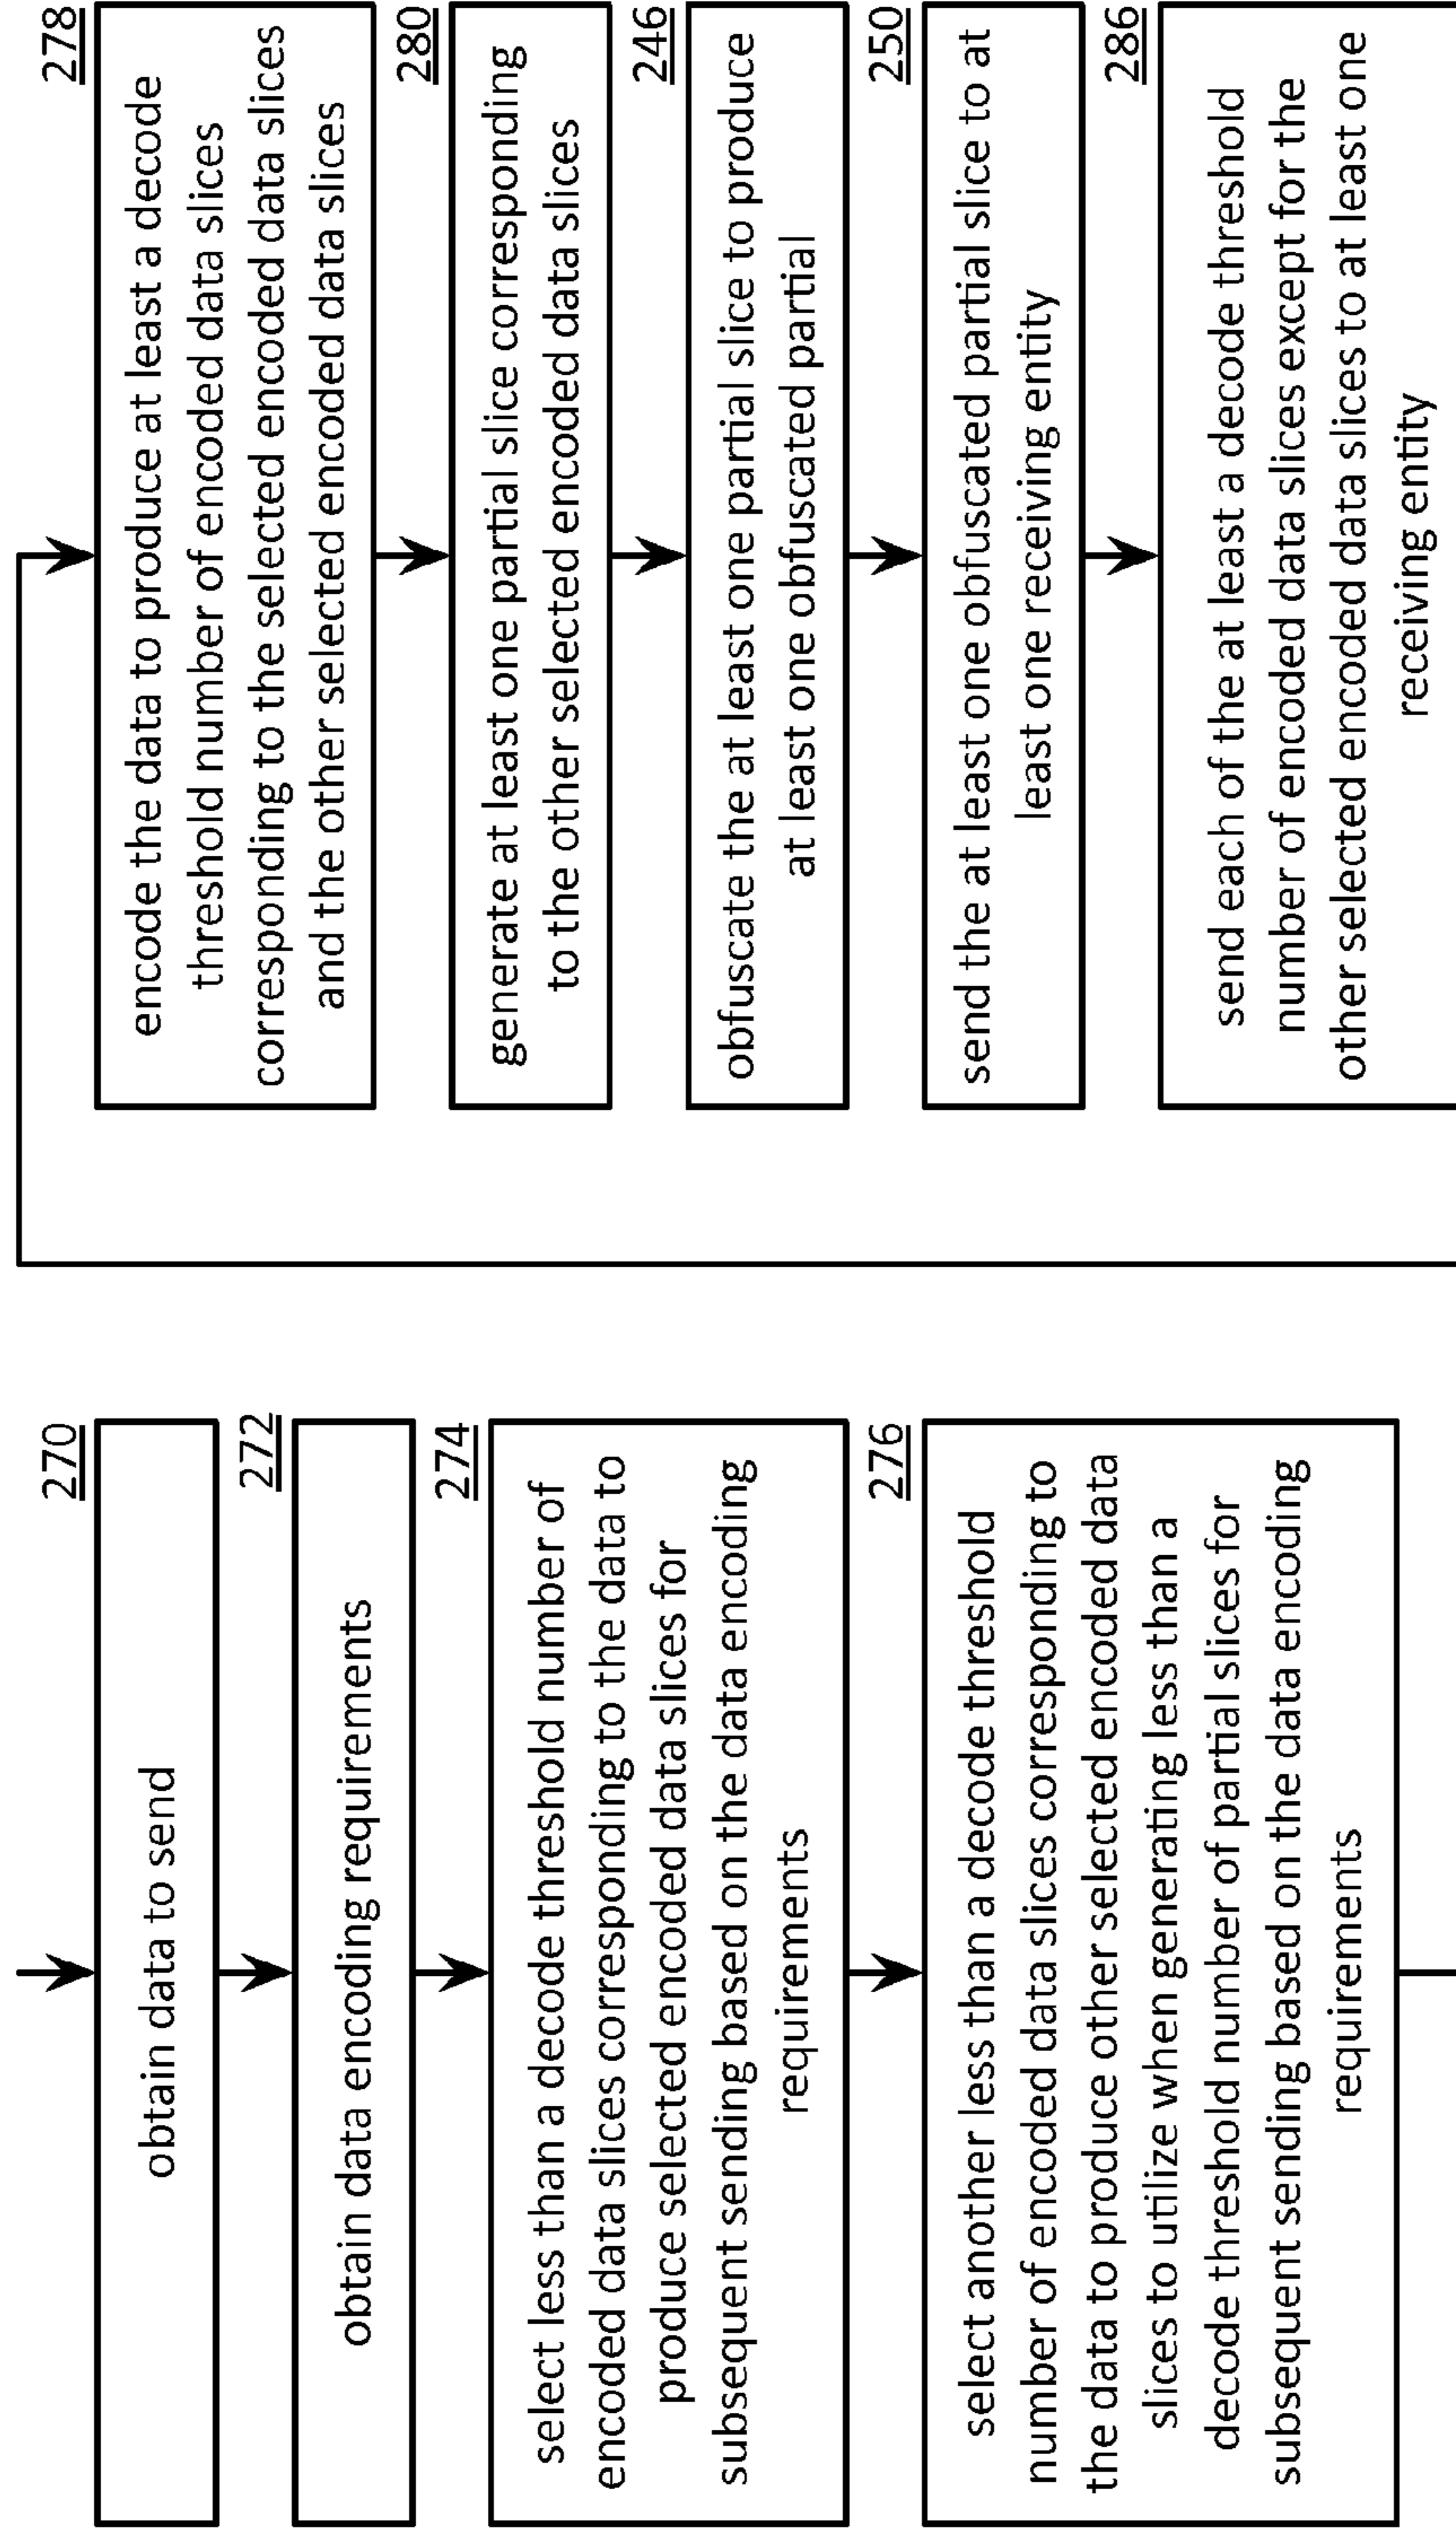 270
obtain data to send
272
obtain data encoding requirements
274
select less than a decode threshold number of
encoded data slices corresponding to the data to
produce selected encoded data slices for
subsequent sending based on the data encoding
requirements
276
select another less than a decode threshold
number of encoded data slices corresponding to
the data to produce other selected encoded data
slices to utilize when generating less than a
decode threshold number of partial slices for
subsequent sending based on the data encoding
requirements
278
encode the data to produce at least a decode
threshold number of encoded data slices
corresponding to the selected encoded data slices
and the other selected encoded data slices
280
generate at least one partial slice corresponding
to the other selected encoded data slices
246
obfuscate the at least one partial slice to produce
at least one obfuscated partial
250
send the at least one obfuscated partial slice to at
least one receiving entity
286
send each of the at least a decode threshold
number of encoded data slices except for the
other selected encoded data slices to at least one
receiving entity